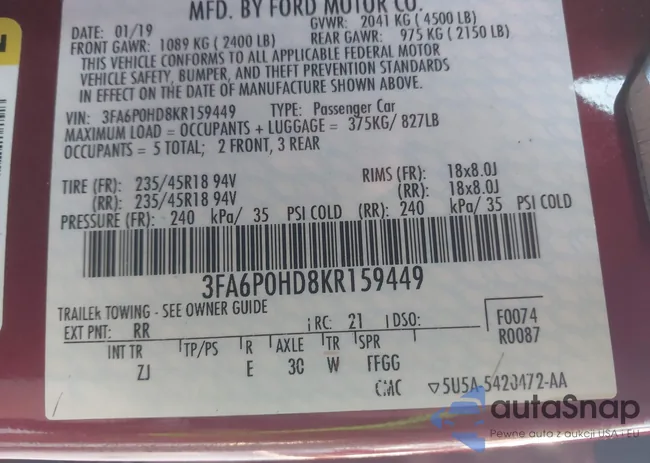 MFD. BY FORD MOTOR CO.
DATE: 01/19 GVWR: 2041 KG (4500 LB)
FRONT GAWR: 1089 KG (2400 LB) REAR GAWR: 975 KG (2150 LB)
THIS VEHICLE CONFORMS TO ALL APPLICABLE FEDERAL MOTOR
VEHICLE SAFETY, BUMPER, AND THEFT PREVENTION STANDARDS
IN EFFECT ON THE DATE OF MANUFACTURE SHOWN ABOVE.
VIN: 3FA6P0HD8KR159449 TYPE: Passenger Car
MAXIMUM LOAD = OCCUPANTS + LUGGAGE = 375KG/ 827LB
OCCUPANTS = 5 TOTAL; 2 FRONT, 3 REAR
TIRE (FR): 235/45R18 94V RIMS (FR): 18x8.0J
(RR): 235/45R18 94V (RR): 18x8.0J
PRESSURE (FR): 240 kPa/ 35 PSI COLD (RR): 240 kPa/ 35 PSI COLD
3FA6P0HD8KR159449
TRAILER TOWING - SEE OWNER GUIDE
EXT PNT: RR RC: 21 DSO: F0074
R0087
INT TR TP/PS R AXLE TR SPR
ZJ E 3C W FFGG
CMC ▽5U5A-5420472-AA
autaSnap
Pewne auto z aukcji USA i EU